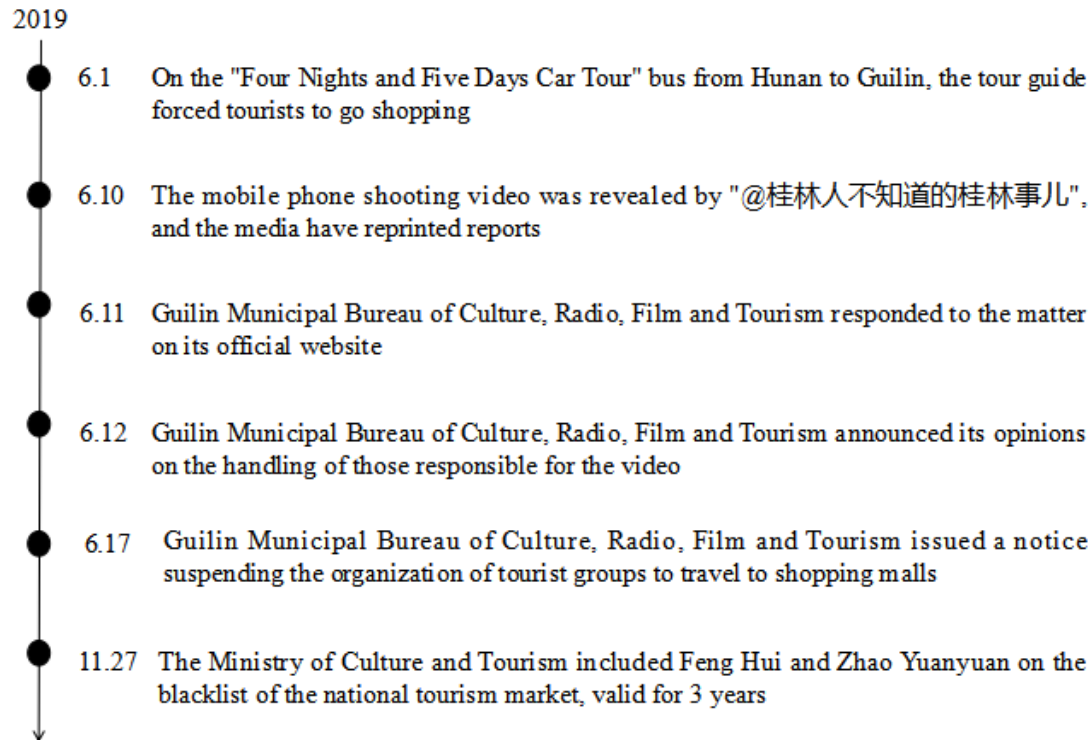 2019
6.1 On the "Four Nights and Five Days Car Tour" bus from Hunan to Guilin, the tour guide
forced tourists to go shopping
6.10 The mobile phone shooting video was revealed by "@桂林人不知道的桂林事儿",
and the media have reprinted reports
6.11 Guilin Municipal Bureau of Culture, Radio, Film and Tourism responded to the matter
on its official website
6.12 Guilin Municipal Bureau of Culture, Radio, Film and Tourism announced its opinions
on the handling of those responsible for the video
6.17 Guilin Municipal Bureau of Culture, Radio, Film and Tourism issued a notice
suspending the organization of tourist groups to travel to shopping malls
11.27 The Ministry of Culture and Tourism included Feng Hui and Zhao Yuanyuan on the
blacklist of the national tourism market, valid for 3 years